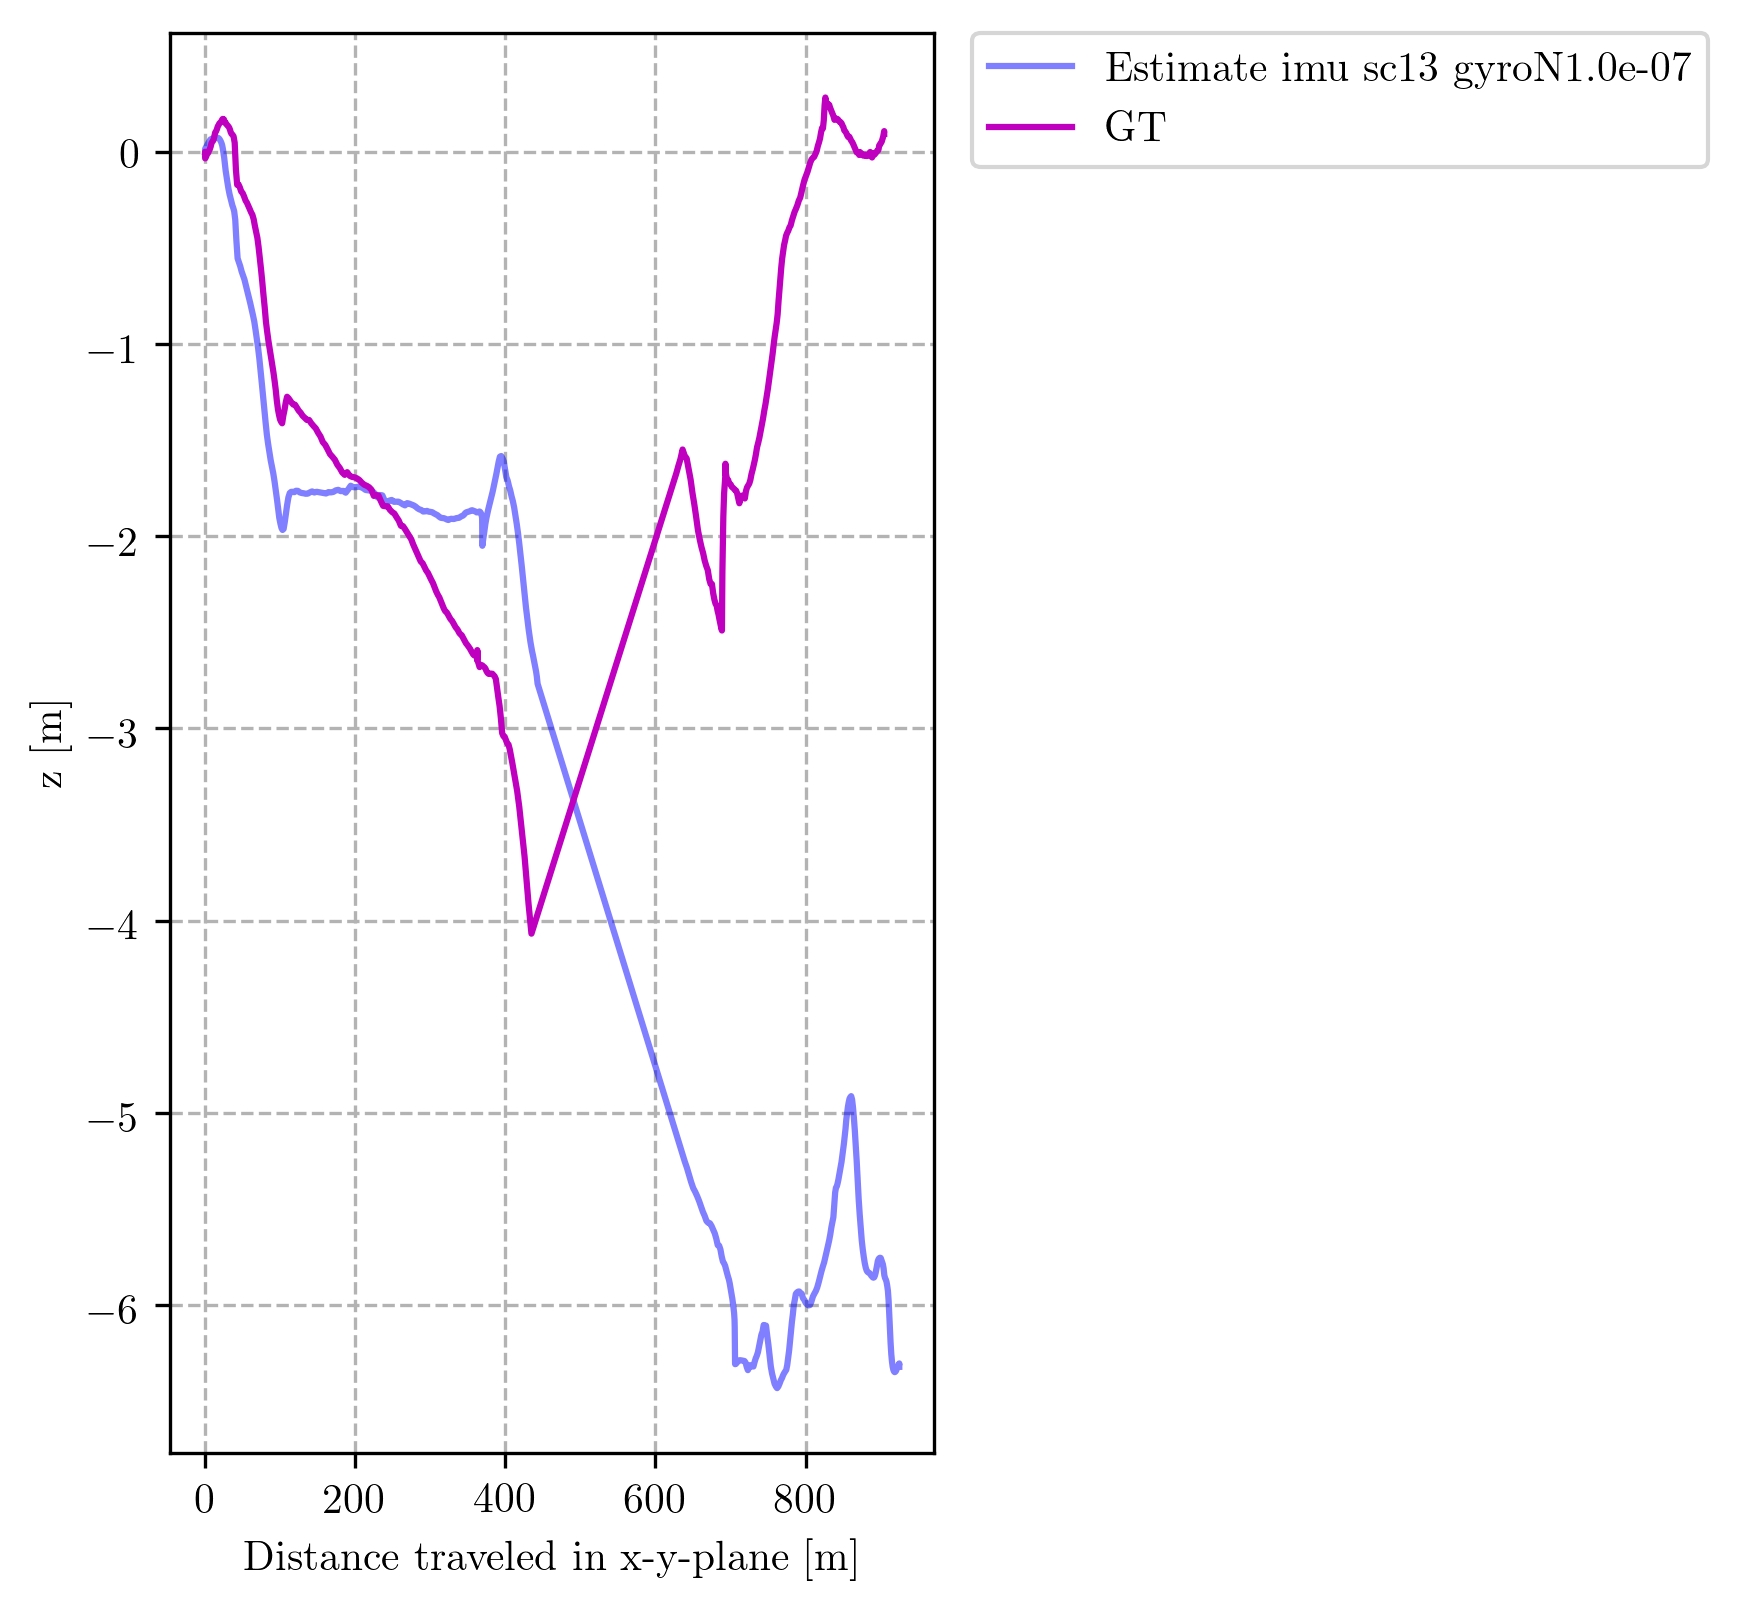 Estimate imu sc13 gyroN1.0e-07
GT
0
−1
−2
−3
−4
−5
−6
z [m]
0 200 400 600 800
Distance traveled in x-y-plane [m]